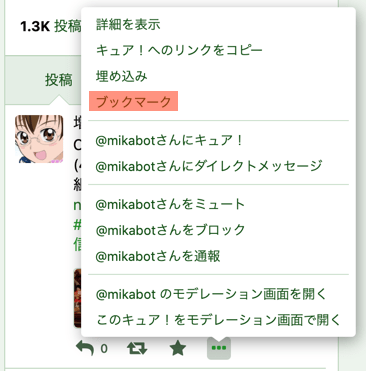 1.3K 投稿
詳細を表示
キュア！へのリンクをコピー
埋め込み
ブックマーク
@mikabotさんにキュア！
@mikabotさんにダイレクトメッセージ
@mikabotさんをミュート
@mikabotさんをブロック
@mikabotさんを通報
@mikabot のモデレーション画面を開く
このキュア！をモデレーション画面で開く
投稿
#
0